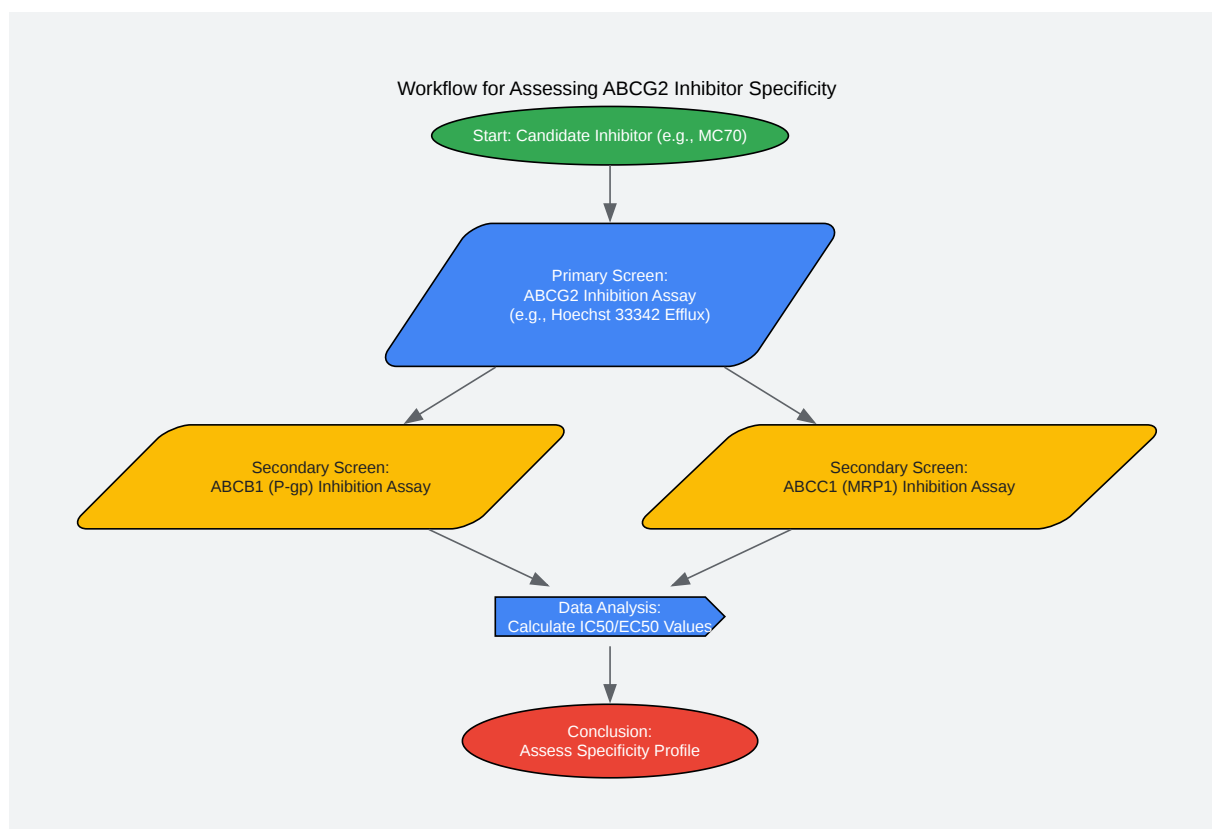 Workflow for Assessing ABCG2 Inhibitor Specificity
Start: Candidate Inhibitor (e.g., MC70)
Primary Screen:
ABCG2 Inhibition Assay
(e.g., Hoechst 33342 Efflux)
Secondary Screen:
ABCB1 (P-gp) Inhibition Assay
Secondary Screen:
ABCC1 (MRP1) Inhibition Assay
Data Analysis:
Calculate IC50/EC50 Values
Conclusion:
Assess Specificity Profile